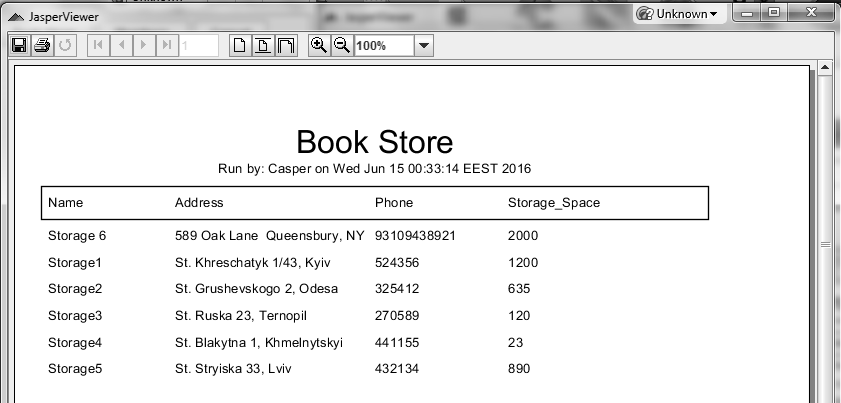 JasperViewer
Unknown
1
100%
Book Store
Run by: Casper on Wed Jun 15 00:33:14 EEST 2016
Name Address Phone Storage_Space
Storage 6 589 Oak Lane  Queensbury, NY 93109438921 2000
Storage1 St. Khreschatyk 1/43, Kyiv 524356 1200
Storage2 St. Grushevskogo 2, Odesa 325412 635
Storage3 St. Ruska 23, Ternopil 270589 120
Storage4 St. Blakytna 1, Khmelnytskyi 441155 23
Storage5 St. Stryiska 33, Lviv 432134 890